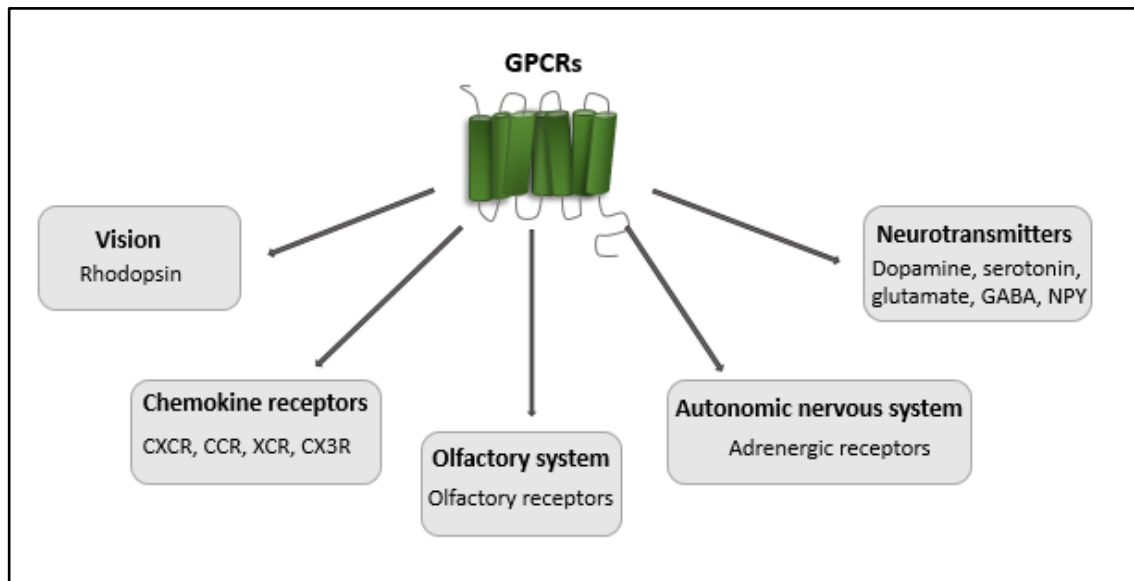 GPCRs
Vision
Rhodopsin
Neurotransmitters
Dopamine, serotonin,
glutamate, GABA, NPY
Chemokine receptors
CXCR, CCR, XCR, CX3R
Olfactory system
Olfactory receptors
Autonomic nervous system
Adrenergic receptors